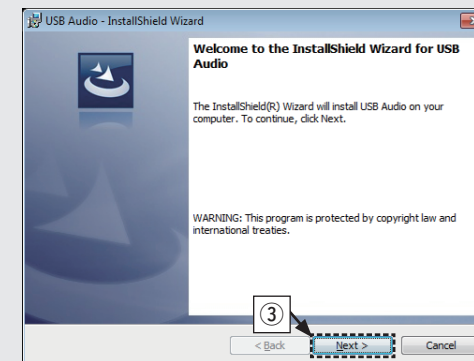 USB Audio - InstallShield Wizard
Welcome to the InstallShield Wizard for USB
Audio
The InstallShield(R) Wizard will install USB Audio on your
computer. To continue, click Next.
WARNING: This program is protected by copyright law and
international treaties.
③
< Back Next > Cancel